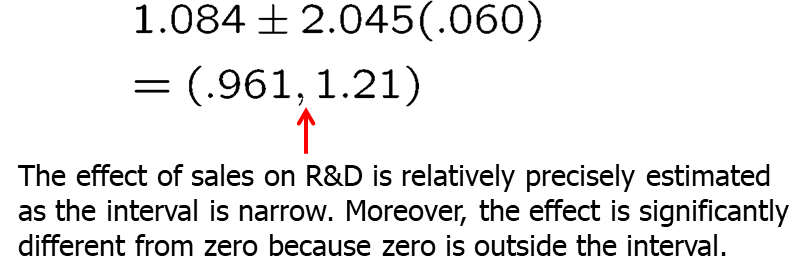 1.084 ± 2.045(.060)
= (.961, 1.21)
The effect of sales on R&D is relatively precisely estimated
as the interval is narrow. Moreover, the effect is significantly
different from zero because zero is outside the interval.